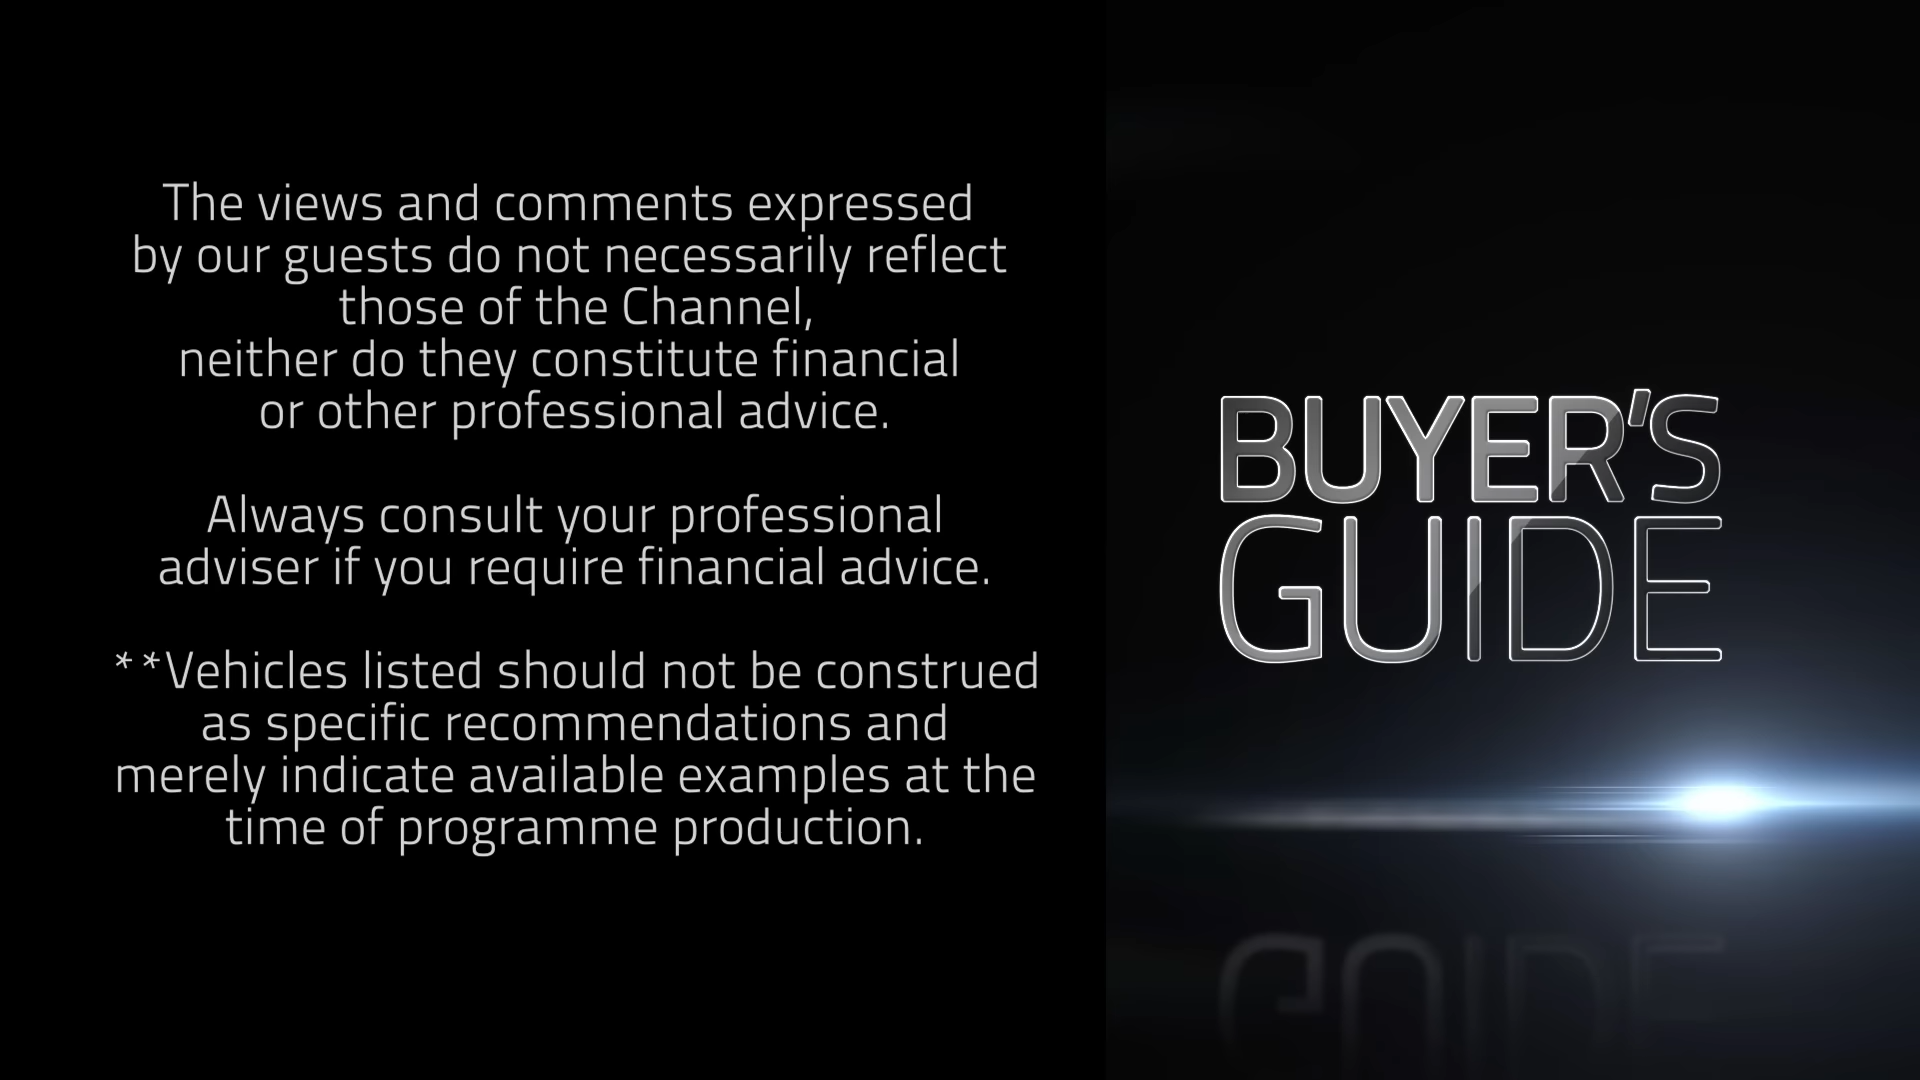 The views and comments expressed
by our guests do not necessarily reflect
those of the Channel,
neither do they constitute financial
or other professional advice.
Always consult your professional
adviser if you require financial advice.
**Vehicles listed should not be construed
as specific recommendations and
merely indicate available examples at the
time of programme production.
BUYER'S
GUIDE